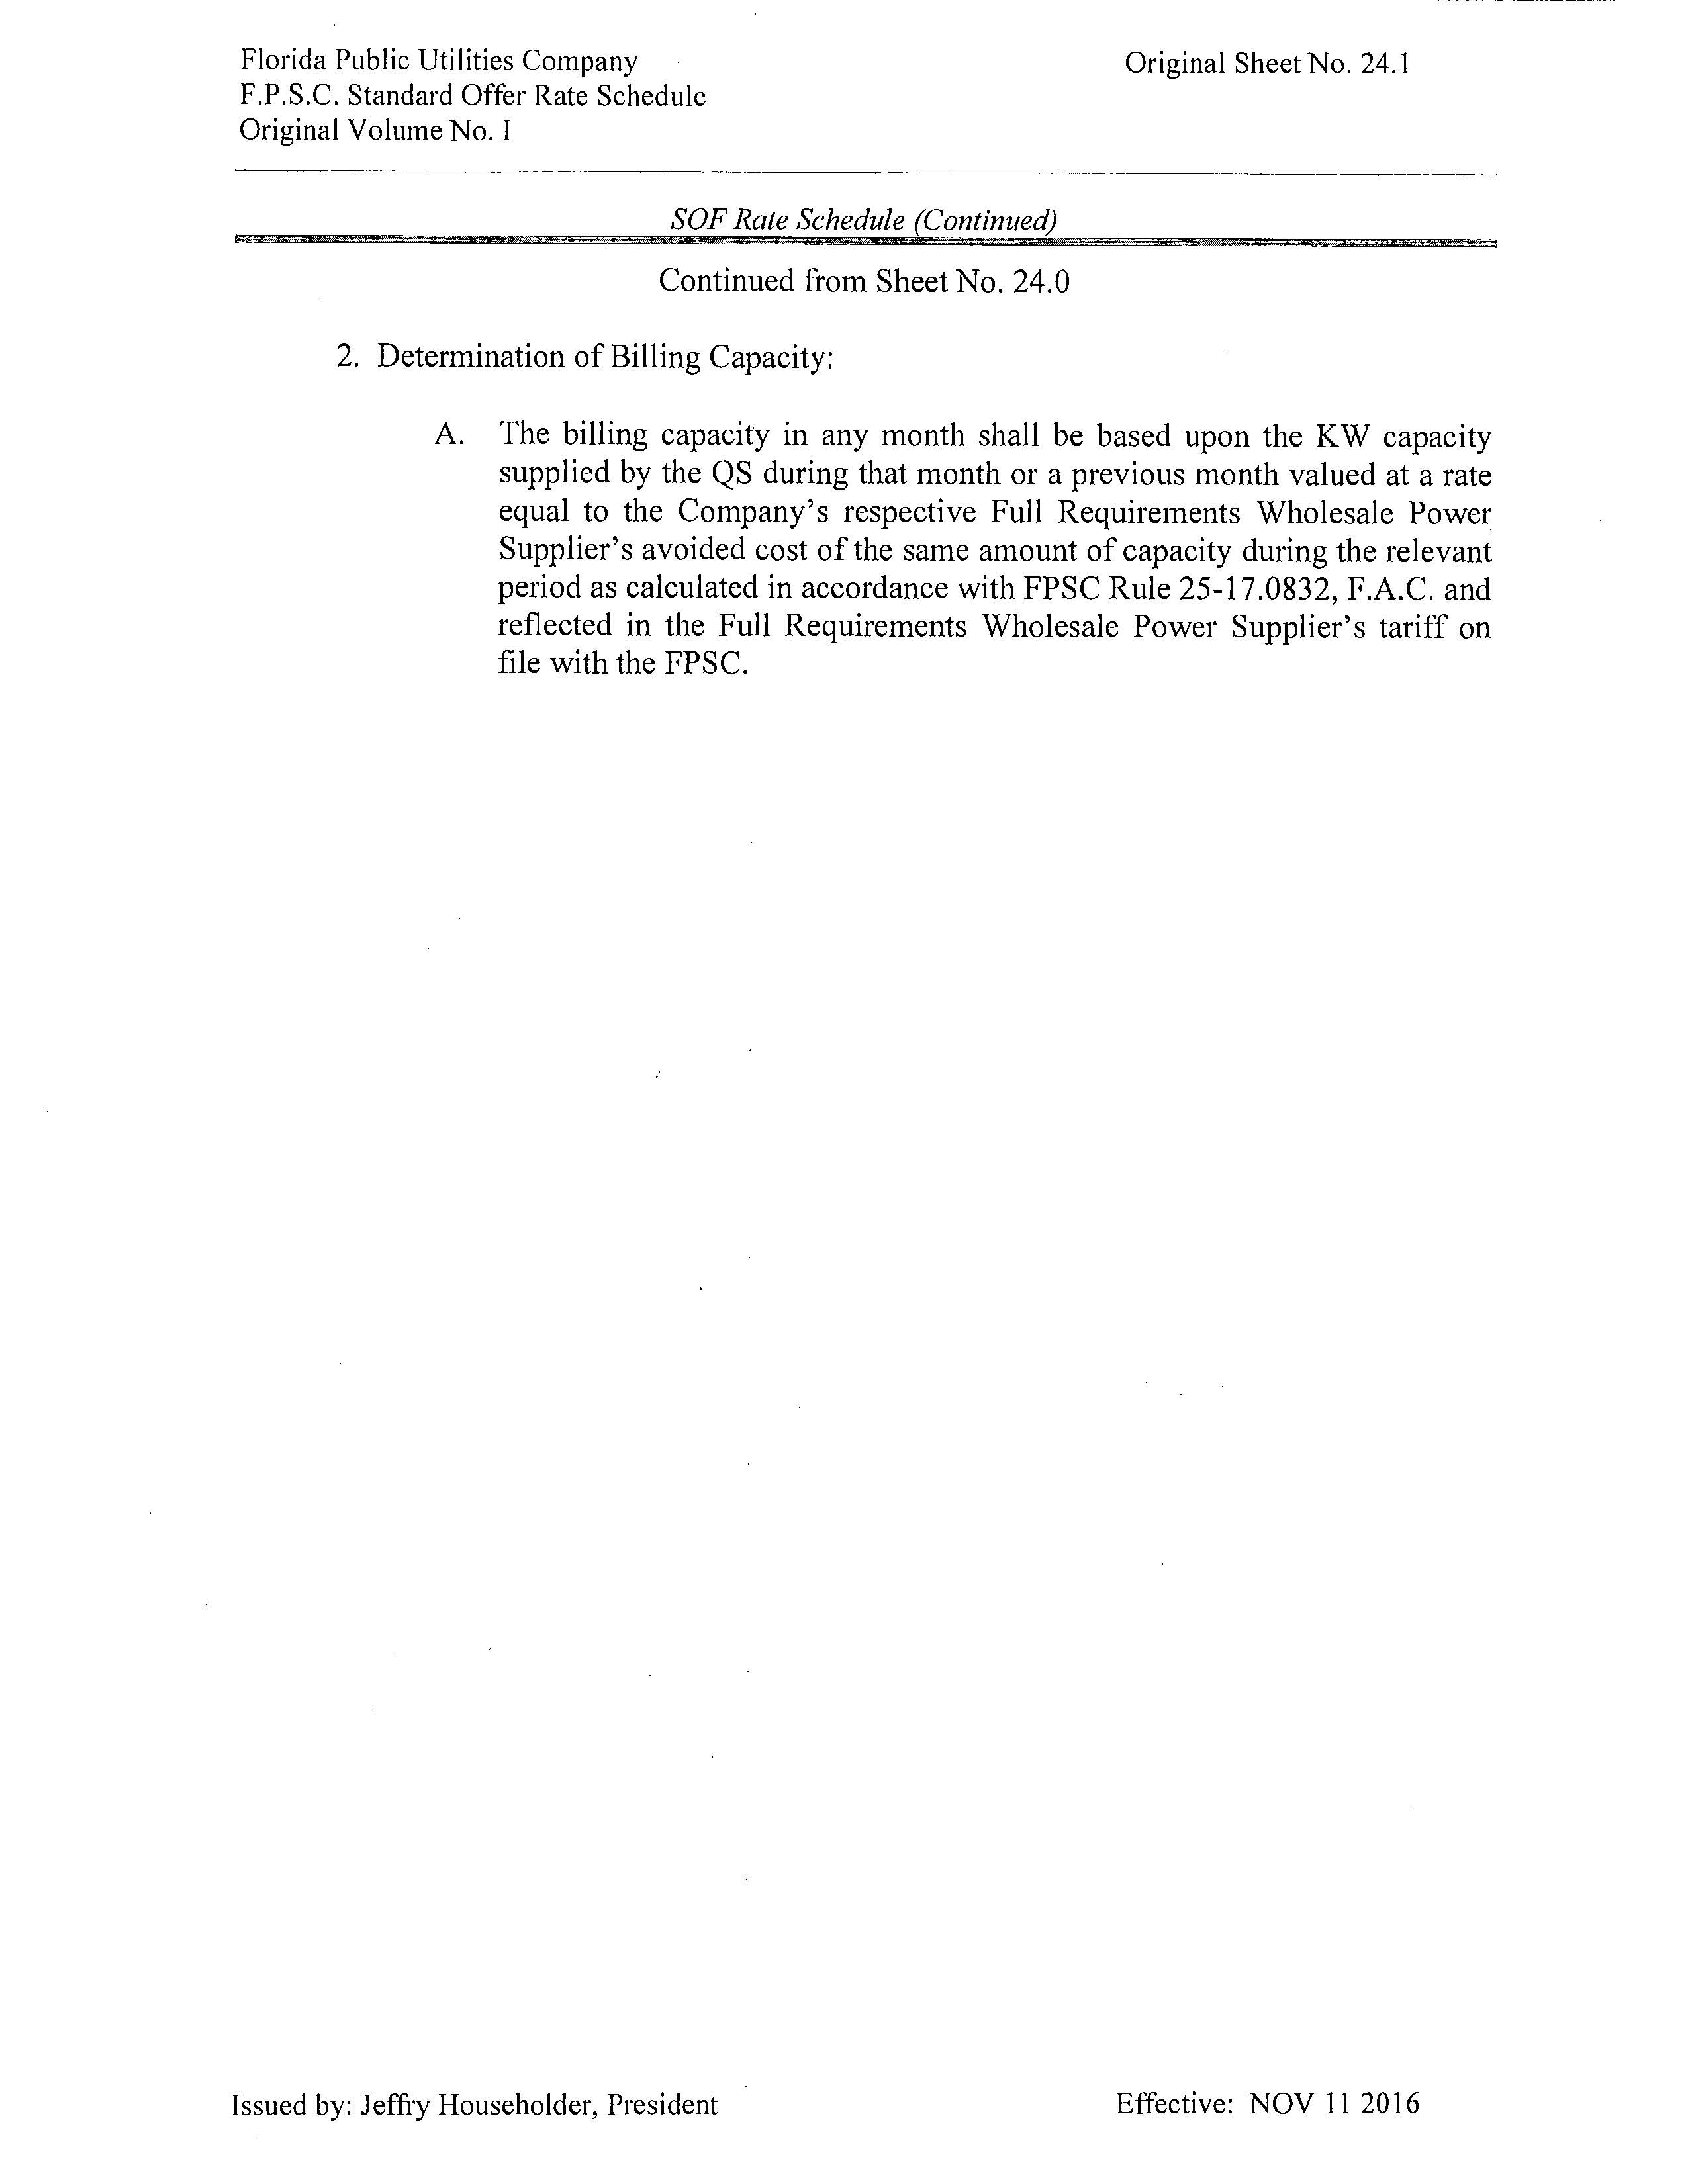 Florida Public Utilities Company
Original Sheet No. 24.1
F.P.S.C. Standard Offer Rate Schedule
Original Volume No. I
SOF Rate Schedule (Continued)
Continued from Sheet No. 24.0
2. Determination of Billing Capacity:
A. The billing capacity in any month shall be based upon the KW capacity
supplied by the QS during that month or a previous month valued at a rate
equal to the Company's respective Full Requirements Wholesale Power
Supplier's avoided cost of the same amount of capacity during the relevant
period as calculated in accordance with FPSC Rule 25-17.0832, F.A.C. and
reflected in the Full Requirements Wholesale Power Supplier's tariff on
file with the FPSC.
Issued by: Jeffry Householder, President
Effective: NOV 11 2016